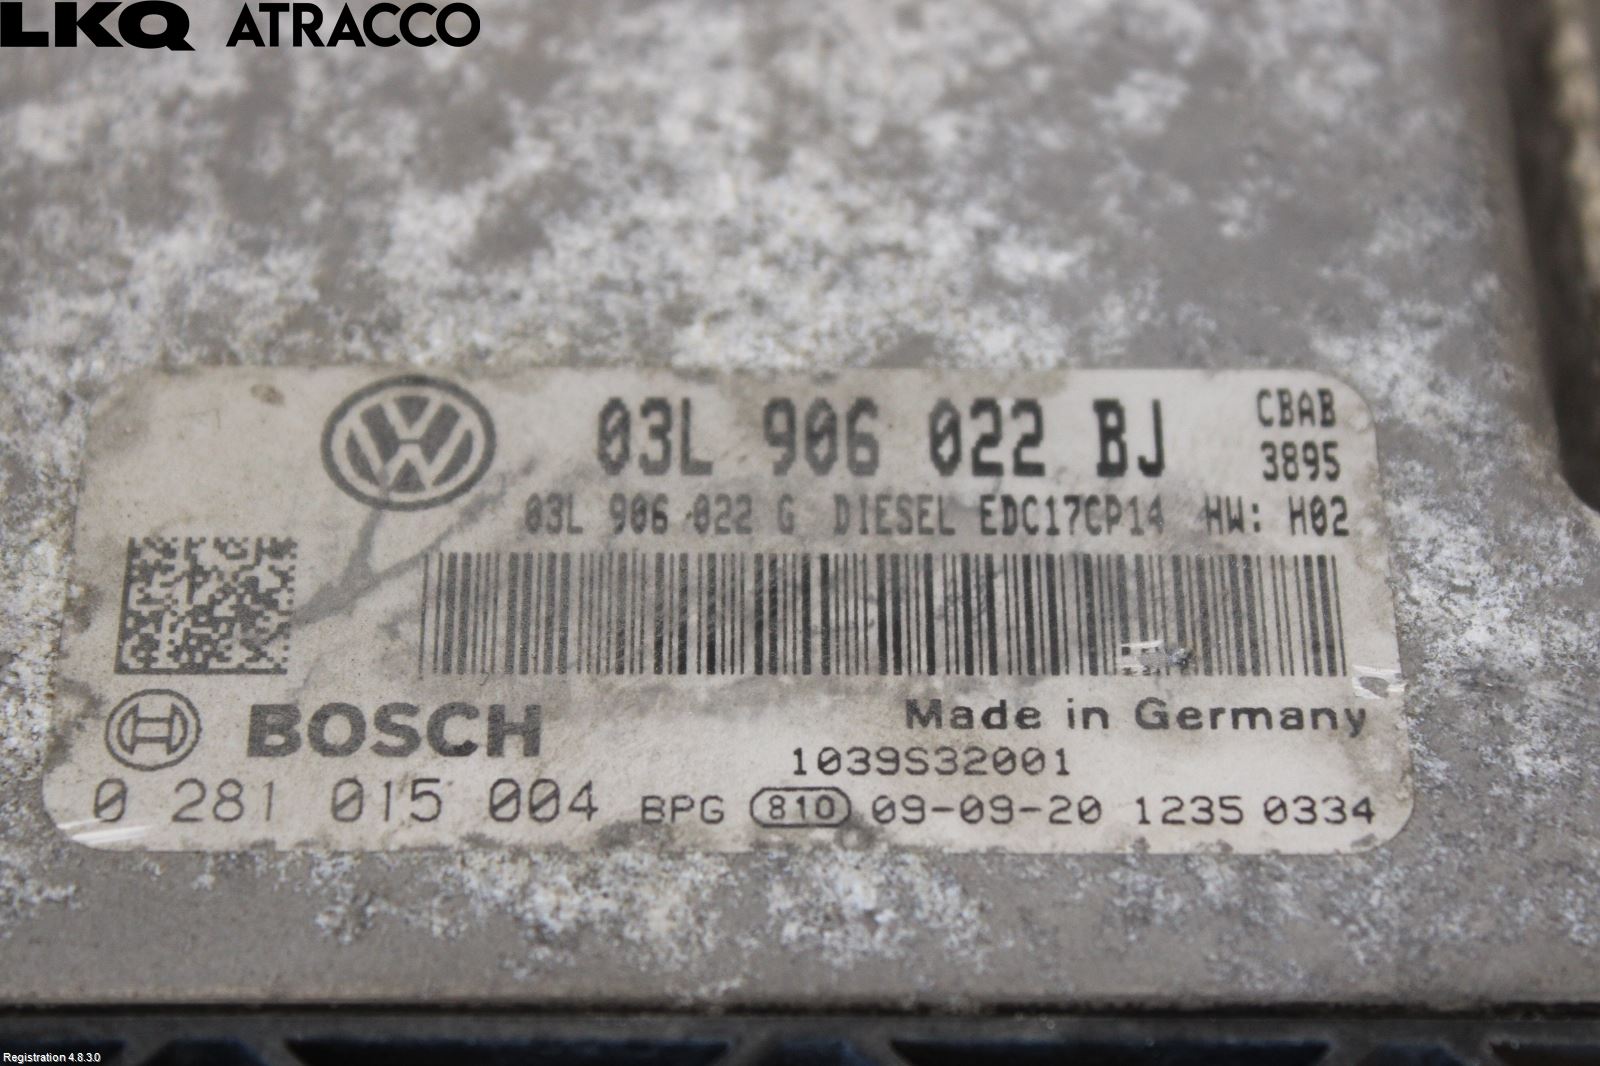 LKQ ATRACCO
03L 906 022 BJ
CBAB
3895
03L 906 022 G DIESEL EDC17CP14 HW: H02
BOSCH
Made in Germany
1039S32001
0 281 015 004 BPG 810 09-09-20 1235 0334
Registration 4.8.3.0